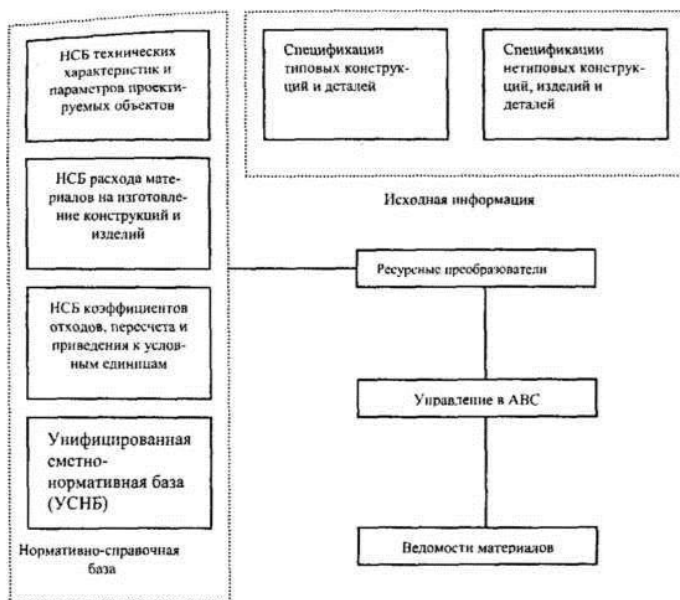 НСБ технических
характеристик и
параметров проекти-
руемых объектов
НСБ расхода мате-
риалов на изготовле-
ние конструкций и
изделий
НСБ коэффициентов
отходов, пересчета и
приведения к услов-
ным единицам
Унифицированная
сметно-
нормативная база
(УСНБ)
Нормативно-справочная
база
Спецификации
типовых конструк-
ций и деталей
Спецификации
нетиповых конструк-
ций, изделий и
деталей
Исходная информация
Ресурсные преобразователи
Управление в АВС
Ведомости материалов